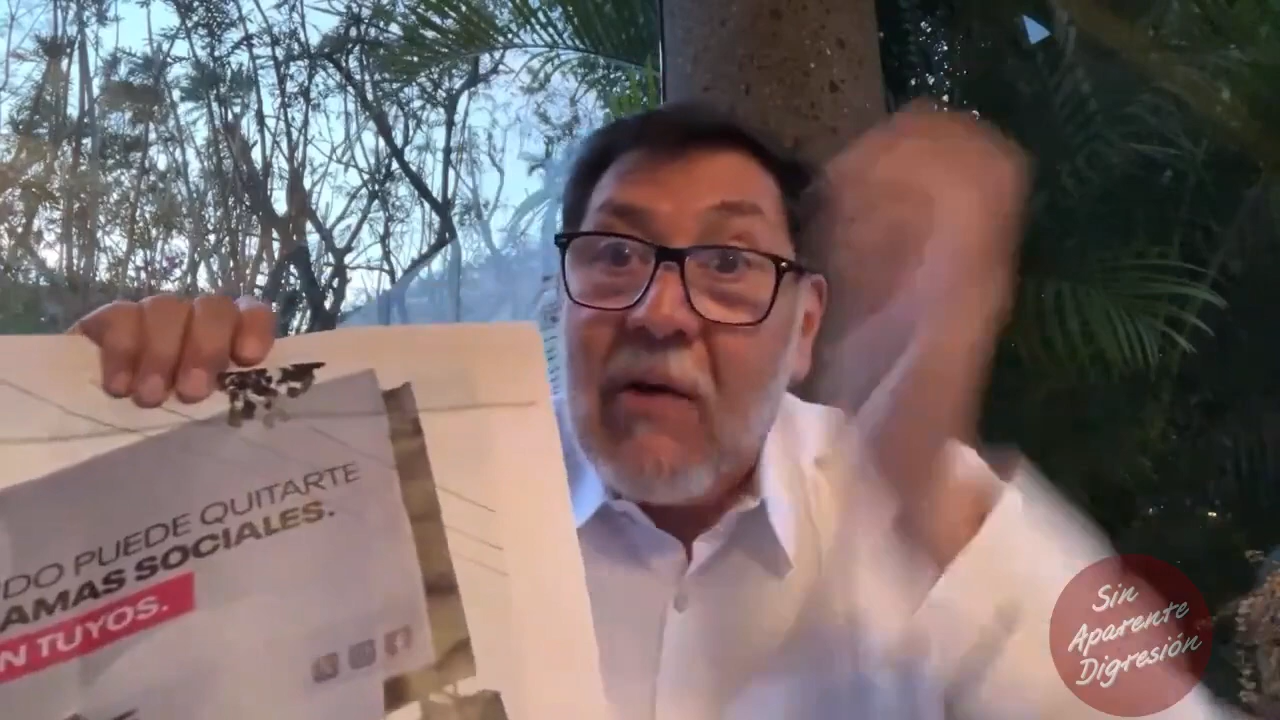 DO PUEDE QUITARTE
AMAS SOCIALES.
N TUYOS.
Sin
Aparente
Digresión